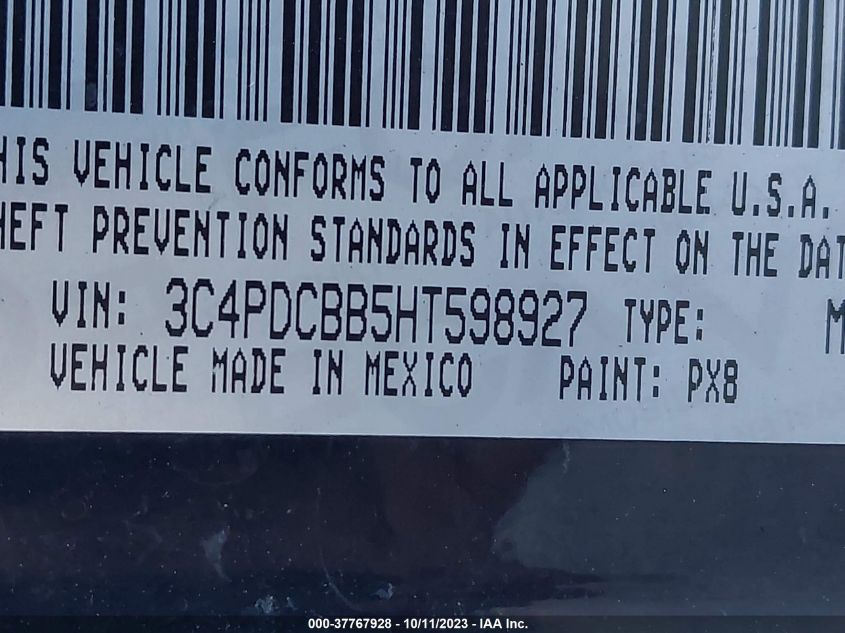 HIS VEHICLE CONFORMS TO ALL APPLICABLE U.S.A.
HEFT PREVENTION STANDARDS IN EFFECT ON THE DAT
VIN: 3C4PDCBB5HT598927 TYPE: M
VEHICLE MADE IN MEXICO PAINT: PX8
000-37767928 - 10/11/2023 - IAA Inc.